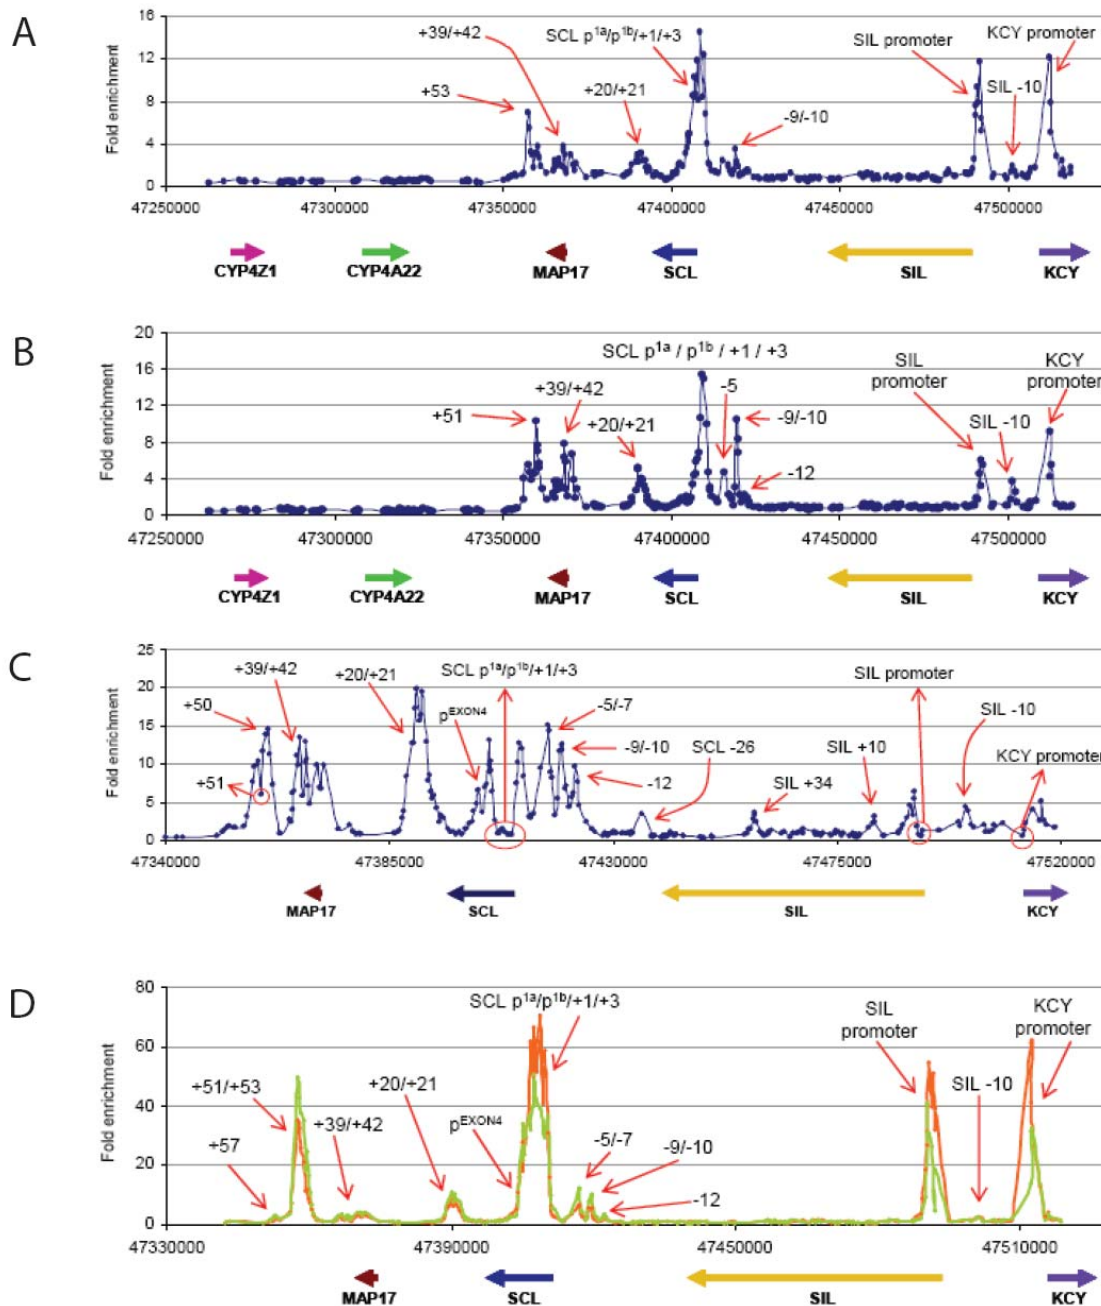 A
Fold enrichment
16
12
8
4
0
+39/+42
SCL p1a/p1b/+1/+3
SIL promoter
KCY promoter
+53
+20/+21
-9/-10
SIL -10
47250000 47300000 47350000 47400000 47450000 47500000
CYP4Z1 CYP4A22 MAP17 SCL SIL KCY
B
Fold enrichment
20
16
12
8
4
0
SCL p1a / p1b / +1 / +3
SIL
promoter
KCY
promoter
+39/+42
-5
+51
-9/-10
+20/+21
SIL -10
-12
47250000 47300000 47350000 47400000 47450000 47500000
CYP4Z1 CYP4A22 MAP17 SCL SIL KCY
C
Fold enrichment
25
20
15
10
5
0
+39/+42
+20/+21
SCL p1a/p1b/+1/+3
SIL promoter
+50
pEXON4
-5/-7
SIL -10
-9/-10
SCL -26
SIL +10
KCY promoter
+51
-12
SIL +34
47340000 47385000 47430000 47475000 47520000
MAP17 SCL SIL KCY
D
Fold enrichment
80
60
40
20
0
SCL p1a/p1b/+1/+3
SIL
promoter
KCY
promoter
+51/+53
+20/+21
SIL -10
+57
+39/+42
pEXON4
-5/-7
-9/-10
-12
47330000 47390000 47450000 47510000
MAP17 SCL SIL KCY